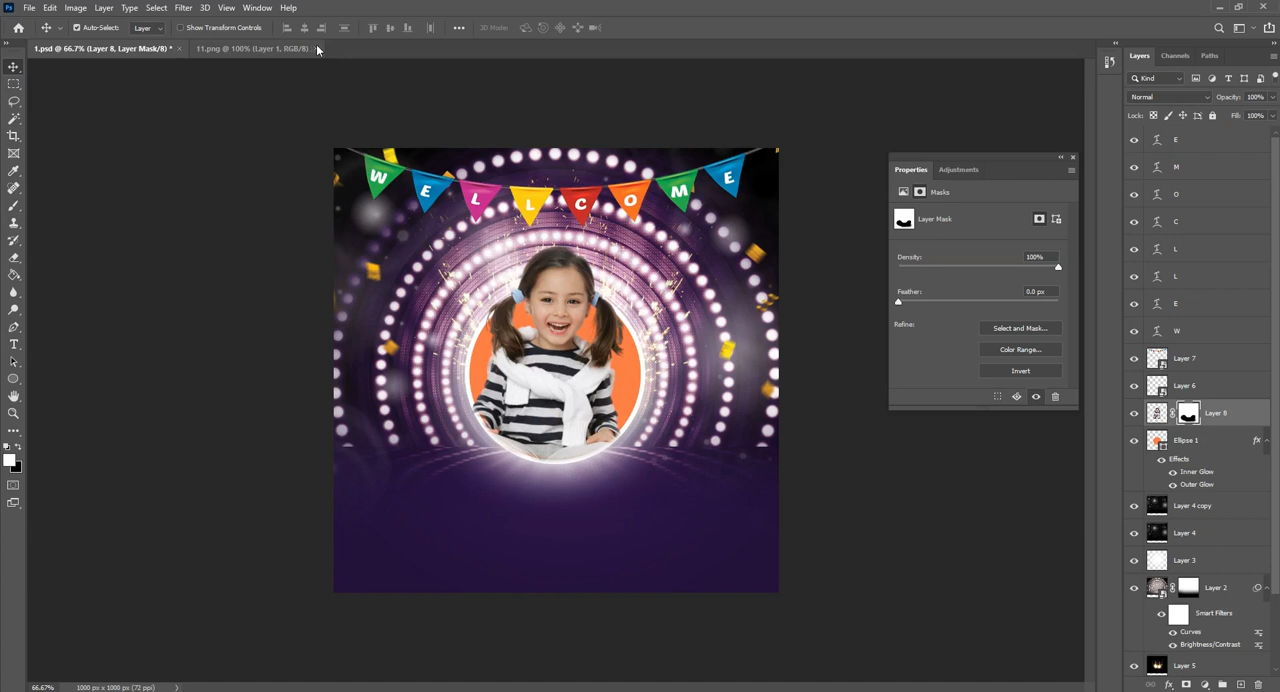 Ps File Edit Image Layer Type Select Filter 3D View Window Help
Auto-Select: Layer Show Transform Controls 3D Mode:
1.psd @ 66.7% (Layer 8, Layer Mask/8) * × 11.png @ 100% (Layer 1, RGB/8)
W E L L C O M E
Properties Adjustments
Masks
Layer Mask
Density: 100%
Feather: 0.0 px
Refine: Select and Mask...
Color Range...
Invert
Layers Channels Paths
Kind
Normal Opacity: 100%
Lock: Fill: 100%
E
M
O
C
L
L
E
W
Layer 7
Layer 6
Layer 8
Ellipse 1 fx
Effects
Inner Glow
Outer Glow
Layer 4 copy
Layer 4
Layer 3
Layer 2
Smart Filters
Curves
Brightness/Contrast
Layer 5
fx
66.67% 1000 px x 1000 px (72 ppi)